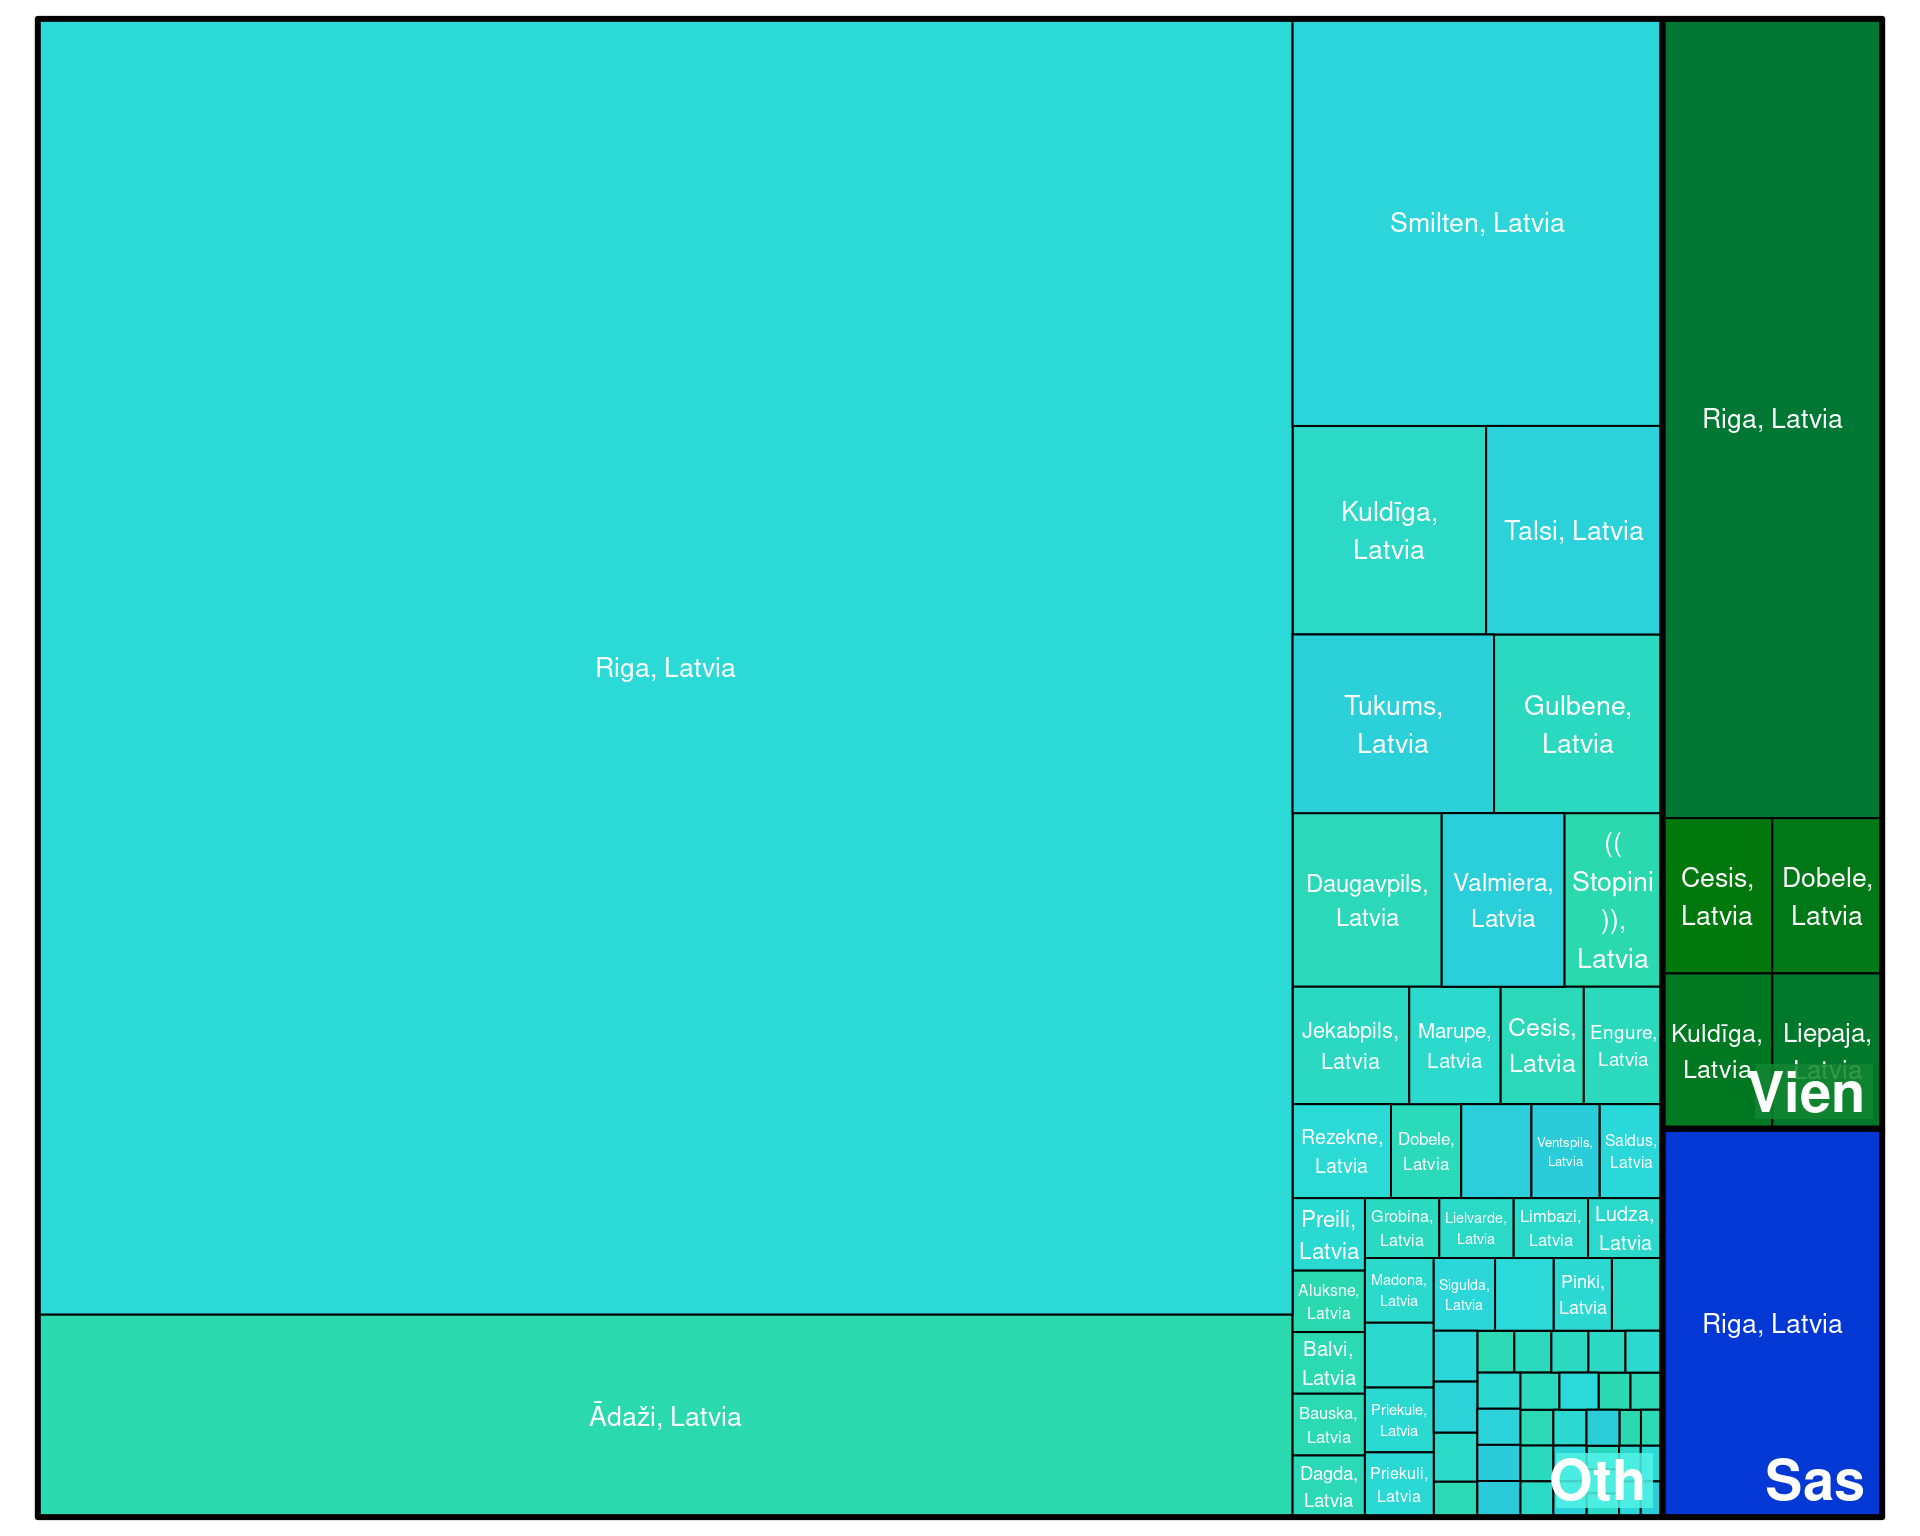 Riga, Latvia
Ādaži, Latvia
Smilten, Latvia
Kuldīga,
Latvia
Talsi, Latvia
Tukums,
Latvia
Gulbene,
Latvia
Daugavpils,
Latvia
Valmiera,
Latvia
((
Stopini
)),
Latvia
Jekabpils,
Latvia
Marupe,
Latvia
Cesis,
Latvia
Engure,
Latvia
Rezekne,
Latvia
Dobele,
Latvia
Ventspils,
Latvia
Saldus,
Latvia
Preili,
Latvia
Grobina,
Latvia
Lielvarde,
Latvia
Limbazi,
Latvia
Ludza,
Latvia
Aluksne,
Latvia
Madona,
Latvia
Sigulda,
Latvia
Pinki,
Latvia
Balvi,
Latvia
Bauska,
Latvia
Priekule,
Latvia
Dagda,
Latvia
Priekuli,
Latvia
Oth
Riga, Latvia
Cesis,
Latvia
Dobele,
Latvia
Kuldīga,
Latvia
Liepaja,
Latvia
Vien
Riga, Latvia
Sas